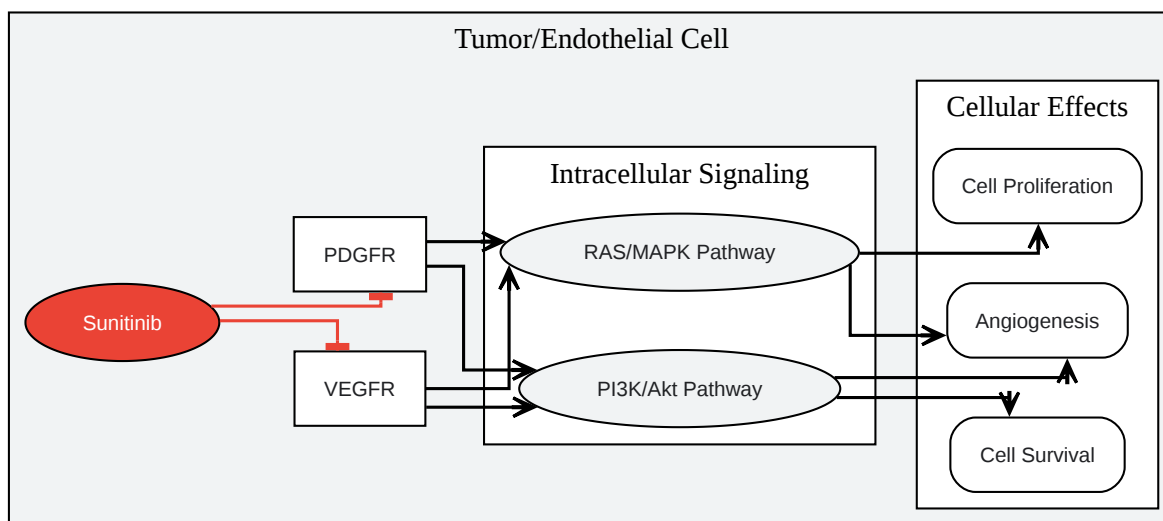 Tumor/Endothelial Cell
Cellular Effects
Intracellular Signaling
Cell Proliferation
PDGFR
RAS/MAPK Pathway
Sunitinib
Angiogenesis
VEGFR
PI3K/Akt Pathway
Cell Survival